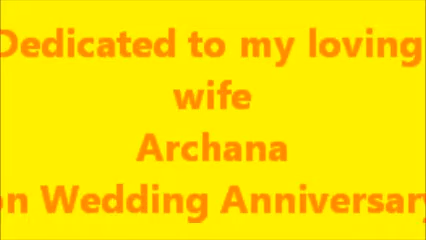 Dedicated to my loving
wife
Archana
on Wedding Anniversary